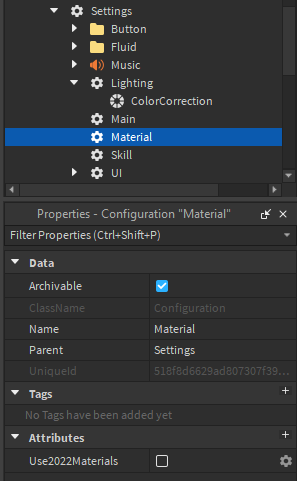 Settings
Button
Fluid
Music
Lighting
ColorCorrection
Main
Material
Skill
UI
Properties - Configuration "Material"
Filter Properties (Ctrl+Shift+P)
Data
Archivable
ClassName Configuration
Name Material
Parent Settings
UniqueId 518f8d6629ad807307f39...
Tags +
No Tags have been added yet
Attributes +
Use2022Materials